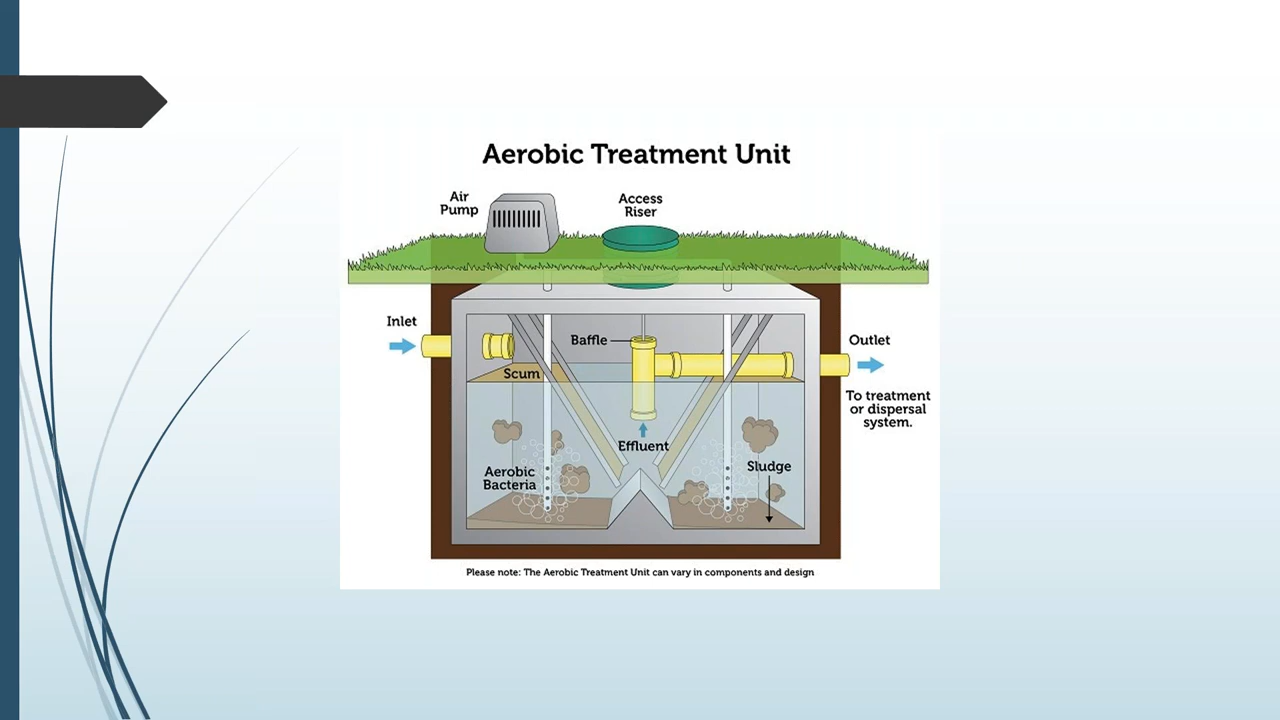 Aerobic Treatment Unit
Air
Pump
Access
Riser
Inlet
Baffle
Outlet
Scum
To treatment
or dispersal
system.
Effluent
Aerobic
Bacteria
Sludge
Please note: The Aerobic Treatment Unit can vary in components and design